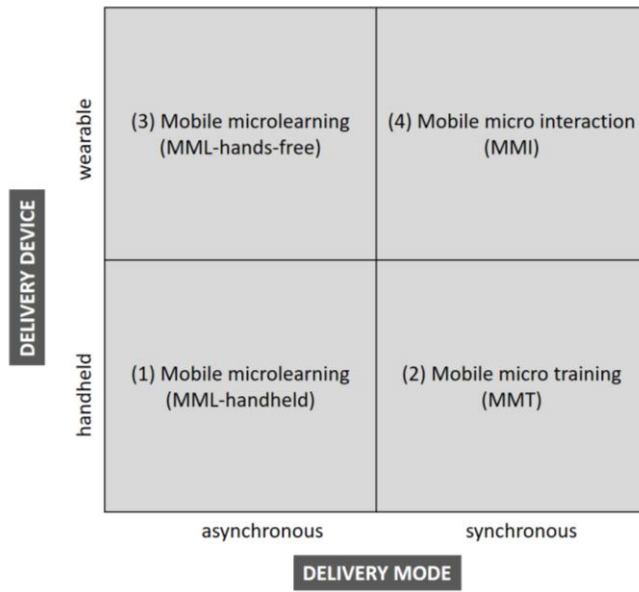 DELIVERY DEVICE
wearable
handheld
(3) Mobile microlearning
(MML-hands-free)
(4) Mobile micro interaction
(MMI)
(1) Mobile microlearning
(MML-handheld)
(2) Mobile micro training
(MMT)
asynchronous
synchronous
DELIVERY MODE